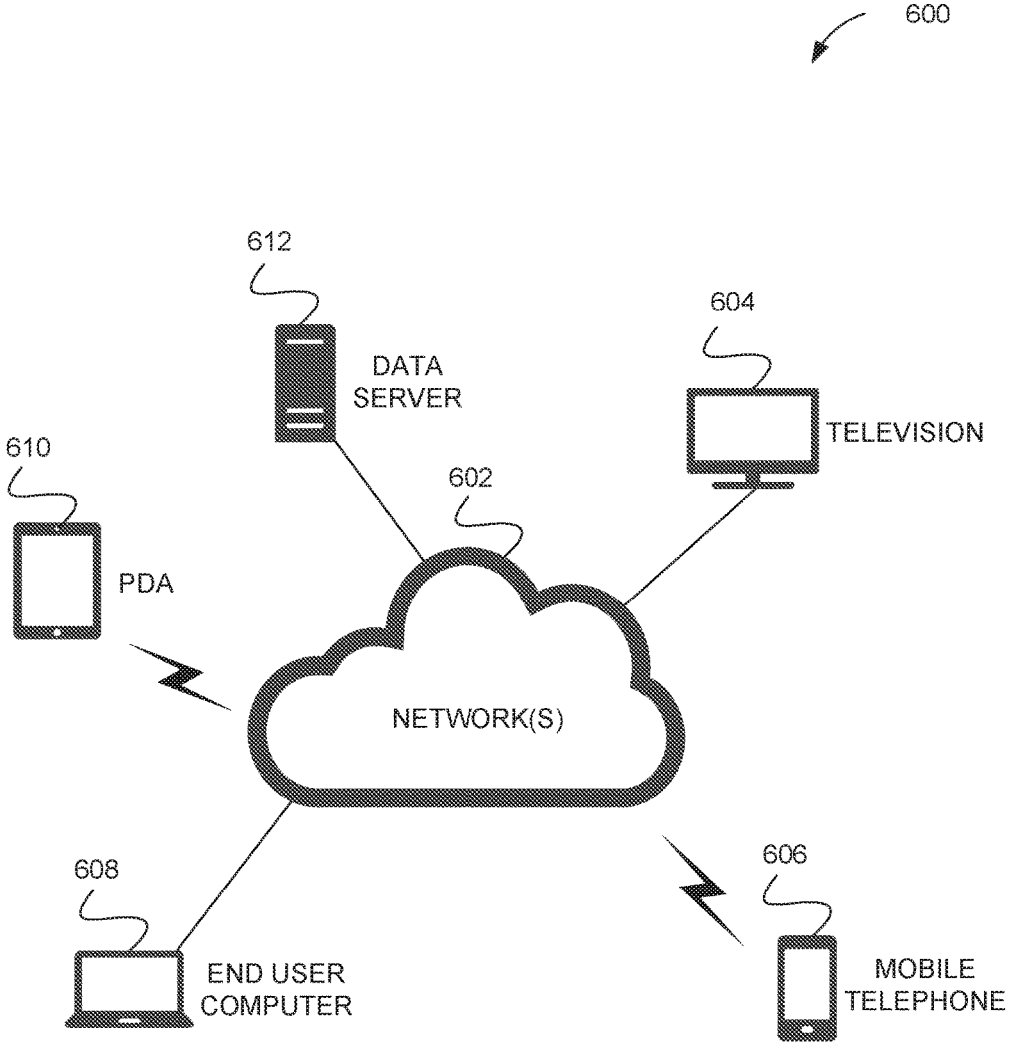 600
612
DATA
SERVER
604
TELEVISION
610
PDA
602
NETWORK(S)
608
END USER
COMPUTER
606
MOBILE
TELEPHONE